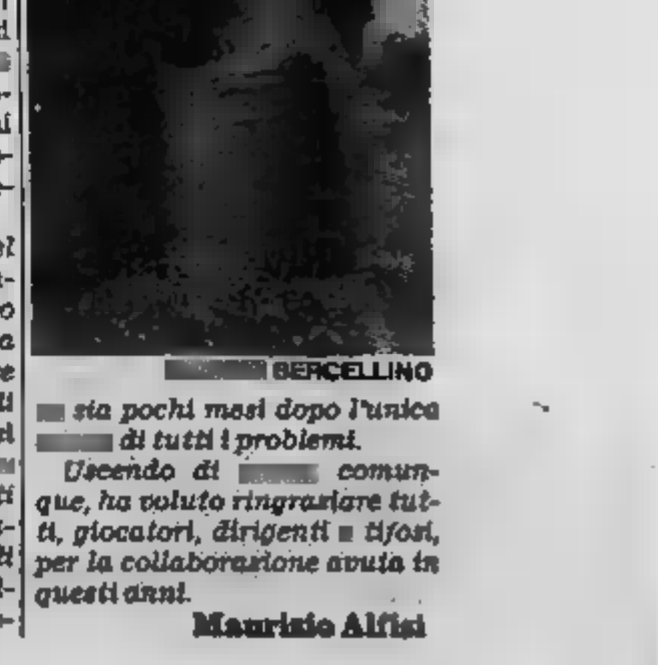 BERCELLINO
sia pochi mesi dopo l'unica
di tutti i problemi.
Uscendo di comun-
que, ha voluto ringraziare tut-
ti, giocatori, dirigenti tifosi,
per la collaborazione avuta in
questi anni.
Maurizio Alfisi